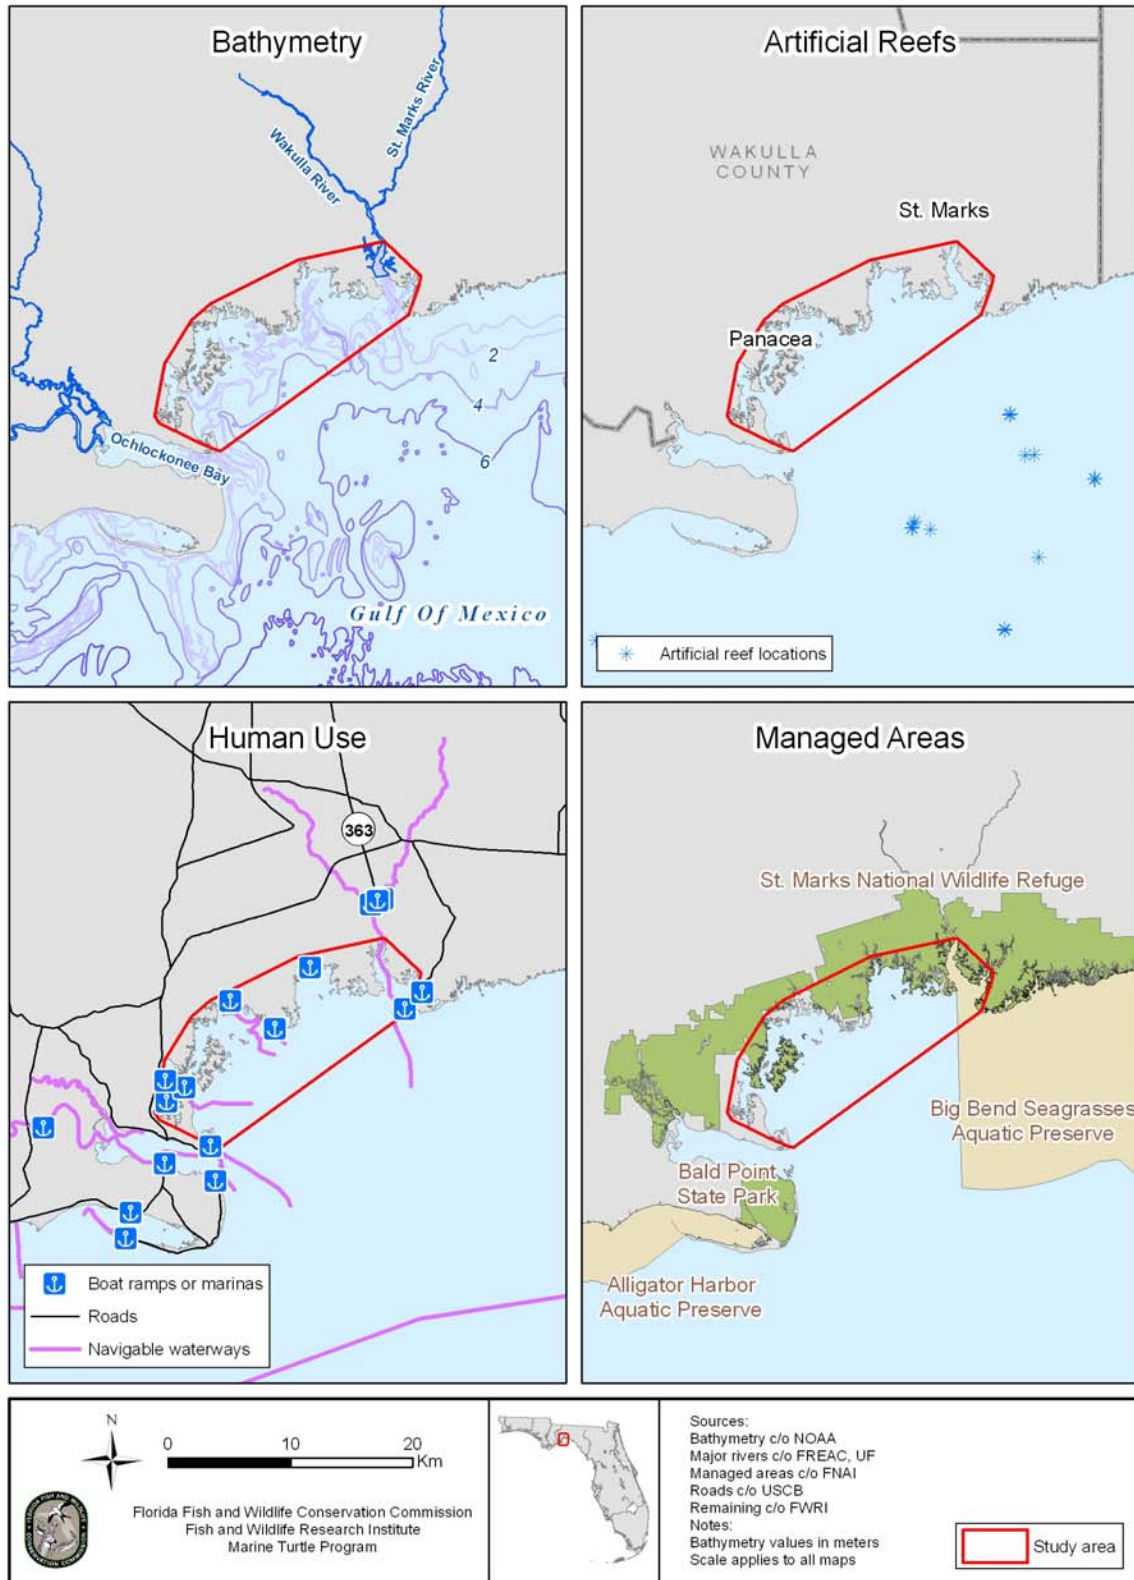 Bathymetry
St. Marks River
Wakulla River
2
4
6
Ochlockonee Bay
Gulf Of Mexico
Artificial Reefs
WAKULLA
COUNTY
St. Marks
Panacea
Artificial reef locations
Human Use
363
Boat ramps or marinas
Roads
Navigable waterways
Managed Areas
St. Marks National Wildlife Refuge
Big Bend Seagrasses
Aquatic Preserve
Bald Point
State Park
Alligator Harbor
Aquatic Preserve
N
0 10 20
Km
Florida Fish and Wildlife Conservation Commission
Fish and Wildlife Research Institute
Marine Turtle Program
Sources:
Bathymetry c/o NOAA
Major rivers c/o FREAC, UF
Managed areas c/o FNAI
Roads c/o USCB
Remaining c/o FWRI
Notes:
Bathymetry values in meters
Scale applies to all maps
Study area